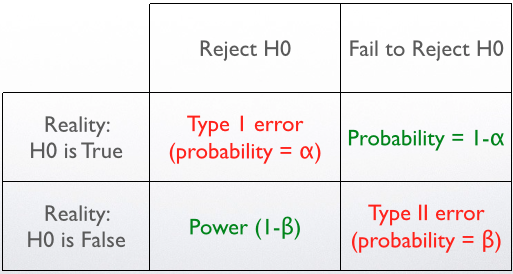 Reject H0
Fail to Reject H0
Reality:
H0 is True
Type 1 error
(probability = α)
Probability = 1-α
Reality:
H0 is False
Power (1-β)
Type II error
(probability = β)